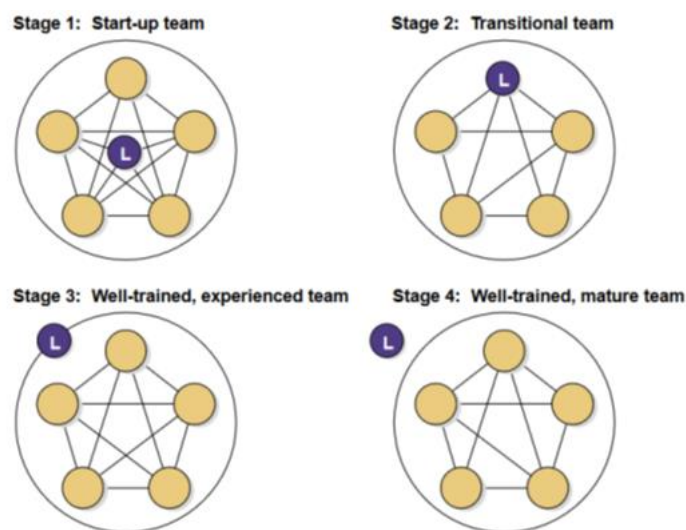 Stage 1: Start-up team
Stage 2: Transitional team
L
L
Stage 3: Well-trained, experienced team
Stage 4: Well-trained, mature team
L
L